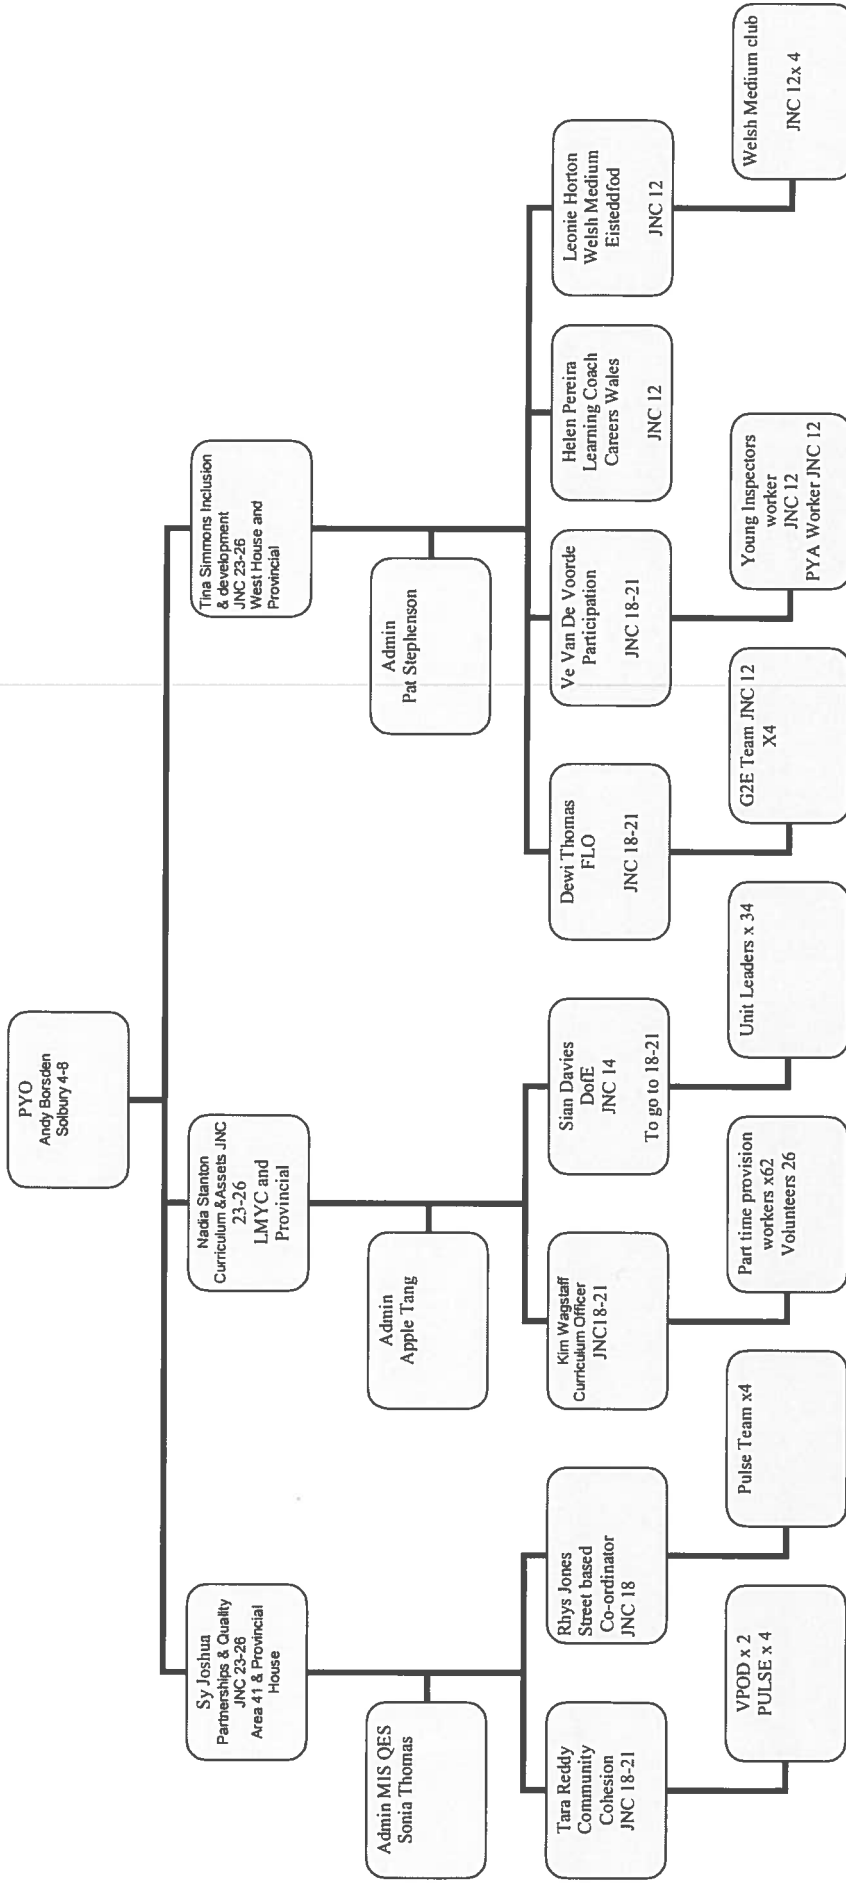 PYO
Andy Borsden
Solbury 4-8
Sy Joshua
Partnerships & Quality
JNC 23-26
Area 41 & Provincial
House
Nadia Stanton
Curriculum &Assets JNC
23-26
LMYC and
Provincial
Tina Simmons Inclusion
& development
JNC 23-26
West House and
Provincial
Admin MIS QES
Sonia Thomas
Admin
Apple Tang
Admin
Pat Stephenson
Tara Reddy
Community
Cohesion
JNC 18-21
Rhys Jones
Street based
Co-ordinator
JNC 18
Kim Wagstaff
Curriculum Officer
JNC18-21
Sian Davies
DofE
JNC 14
To go to 18-21
Dewi Thomas
FLO
JNC 18-21
Ve Van De Voorde
Participation
JNC 18-21
Helen Pereira
Learning Coach
Careers Wales
JNC 12
Leonie Horton
Welsh Medium
Eisteddfod
JNC 12
VPOD x 2
PULSE x 4
Pulse Team x4
Part time provision
workers x62
Volunteers 26
Unit Leaders x 34
G2E Team JNC 12
X4
Young Inspectors
worker
JNC 12
PYA Worker JNC 12
Welsh Medium club
JNC 12x 4